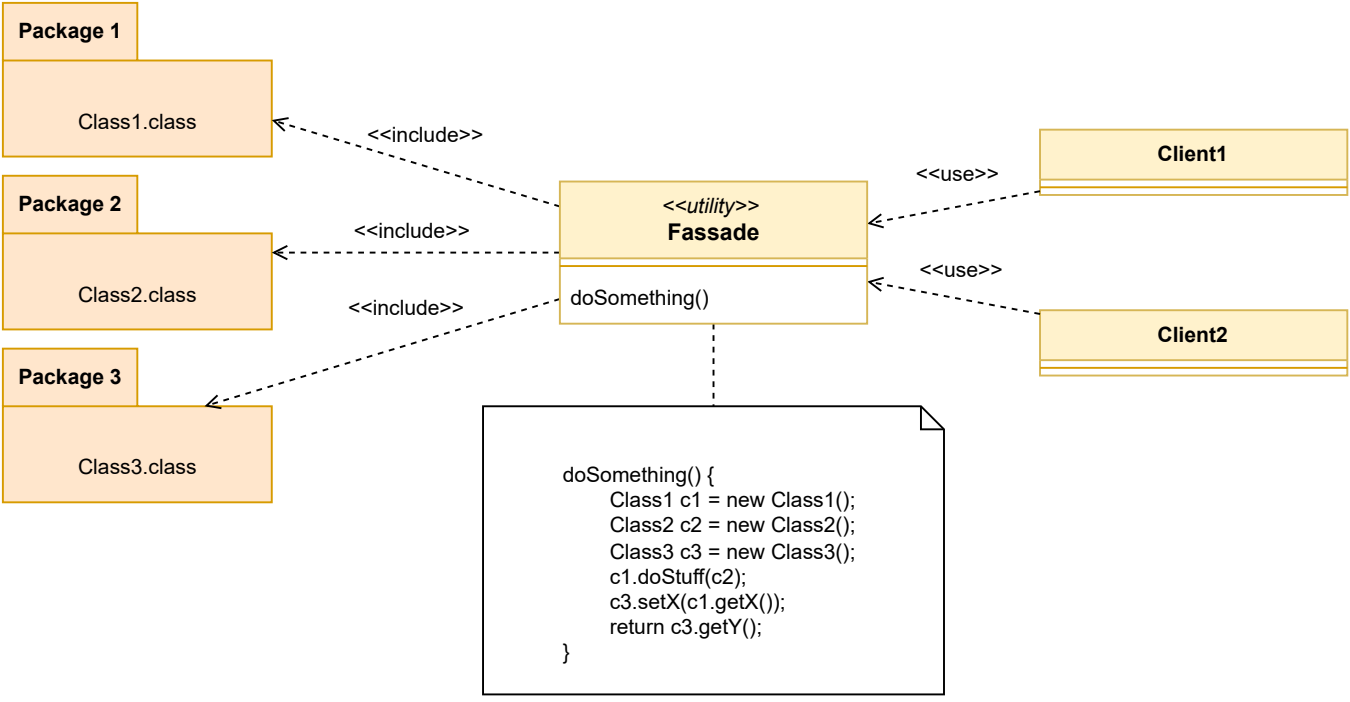 Package 1
Class1.class
<<include>>
Package 2
Class2.class
<<include>>
Package 3
Class3.class
<<include>>
<<utility>>
Fassade
doSomething()
<<use>>
Client1
<<use>>
Client2
doSomething() {
Class1 c1 = new Class1();
Class2 c2 = new Class2();
Class3 c3 = new Class3();
c1.doStuff(c2);
c3.setX(c1.getX());
return c3.getY();
}